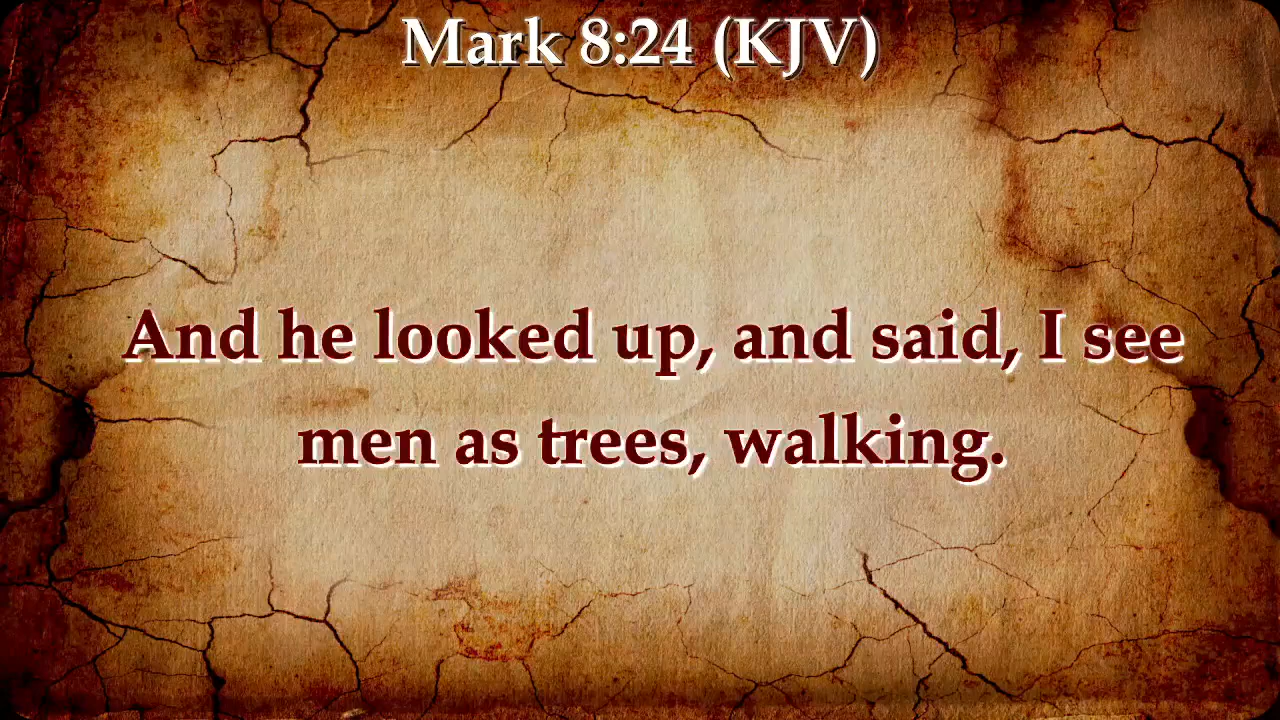 Mark 8:24 (KJV)
And he looked up, and said, I see
men as trees, walking.